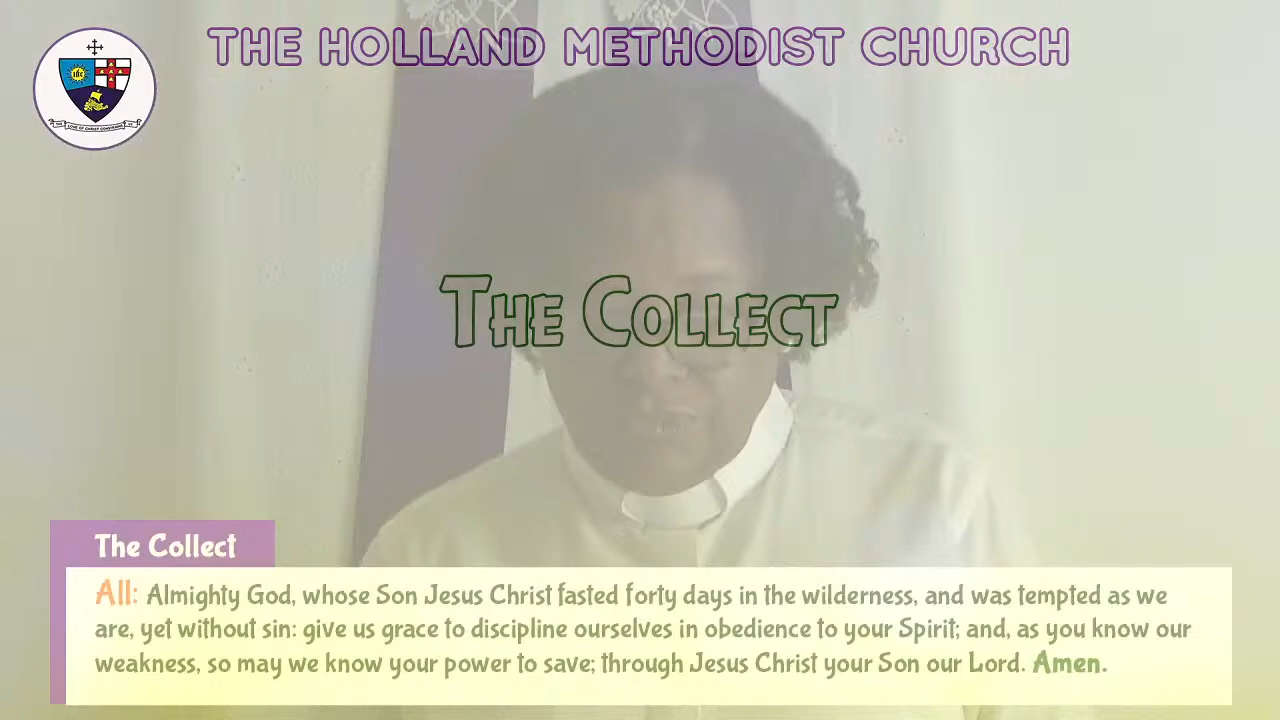 THE HOLLAND METHODIST CHURCH
THE COLLECT
The Collect
All: Almighty God, whose Son Jesus Christ fasted forty days in the wilderness, and was tempted as we
are, yet without sin: give us grace to discipline ourselves in obedience to your Spirit; and, as you know our
weakness, so may we know your power to save; through Jesus Christ your Son our Lord. Amen.